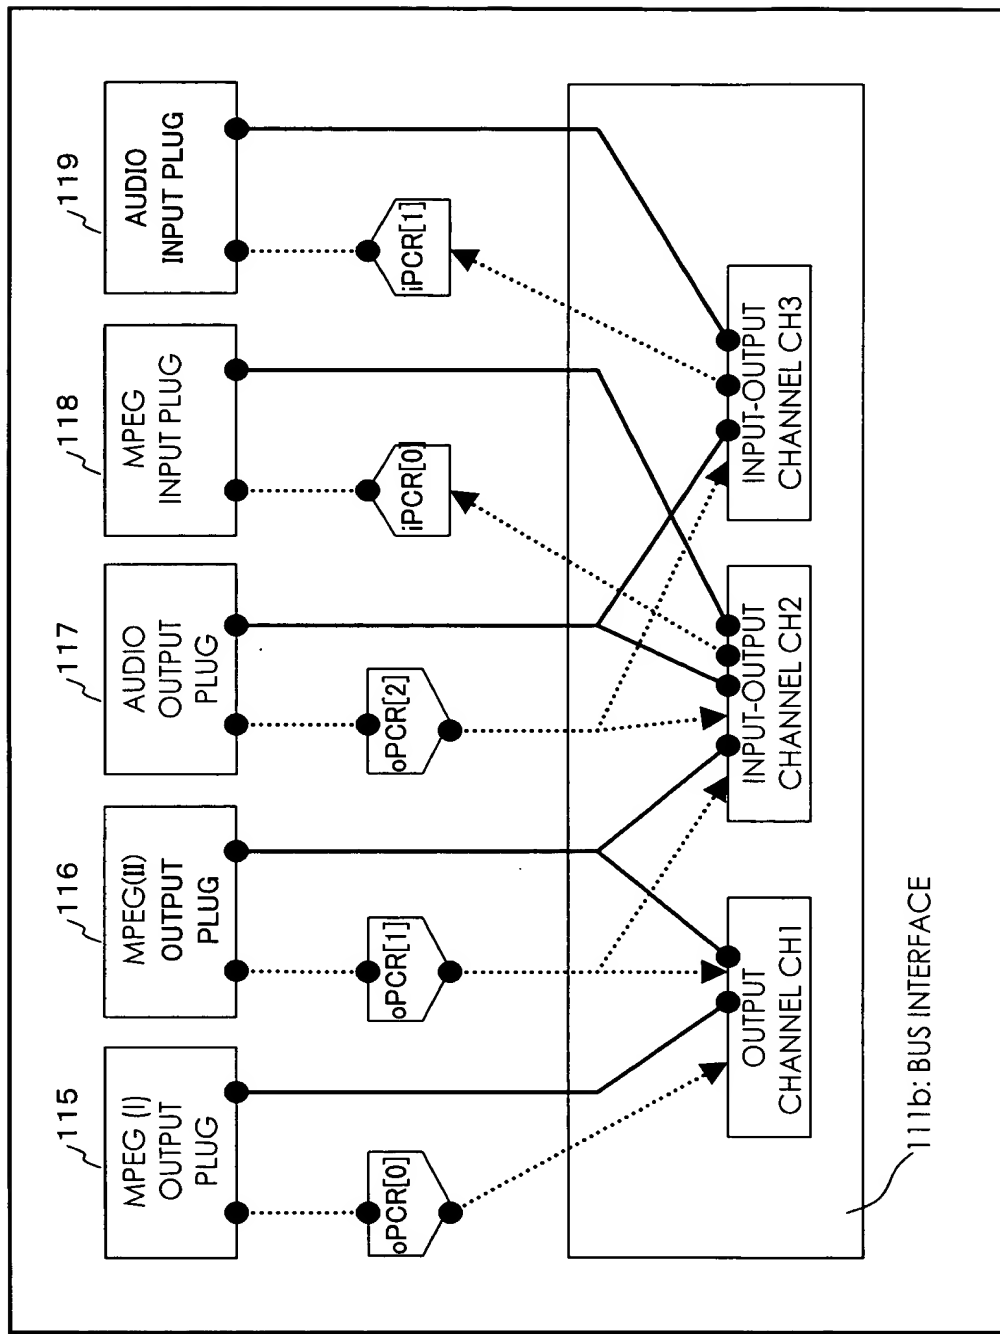 115
116
117
118
119
MPEG (I)
OUTPUT
PLUG
MPEG(II)
OUTPUT
PLUG
AUDIO
OUTPUT
PLUG
MPEG
INPUT PLUG
AUDIO
INPUT PLUG
oPCR[0]
oPCR[1]
oPCR[2]
iPCR[0]
iPCR[1]
OUTPUT
CHANNEL CH1
INPUT-OUTPUT
CHANNEL CH2
INPUT-OUTPUT
CHANNEL CH3
111b: BUS INTERFACE